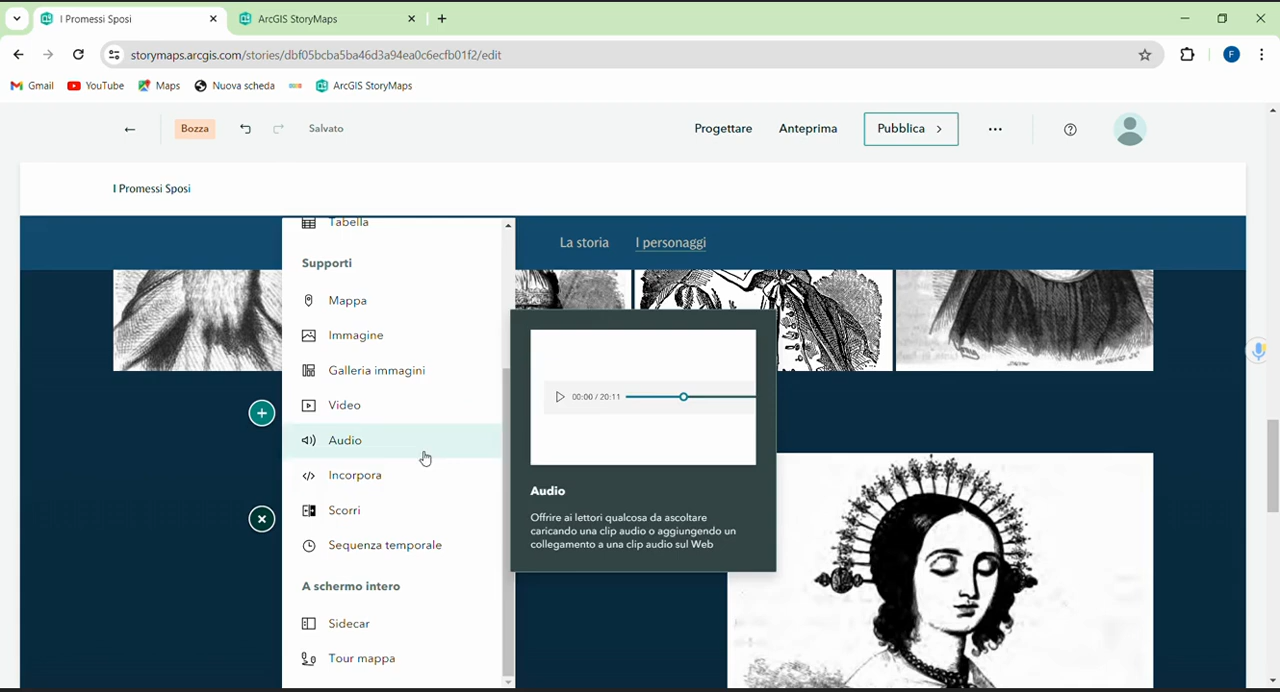 I Promessi Sposi
ArcGIS StoryMaps
storymaps.arcgis.com/stories/dbf05bcba5ba46d3a94ea0c6ecfb01f2/edit
F
Gmail
YouTube
Maps
Nuova scheda
ArcGIS StoryMaps
Bozza
Salvato
Progettare
Anteprima
Pubblica
I Promessi Sposi
La storia
I personaggi
Tabella
Supporti
Mappa
Immagine
Galleria immagini
Video
Audio
Incorpora
Scorri
Sequenza temporale
A schermo intero
Sidecar
Tour mappa
00:00 / 20:11
Audio
Offrire ai lettori qualcosa da ascoltare
caricando una clip audio o aggiungendo un
collegamento a una clip audio sul Web